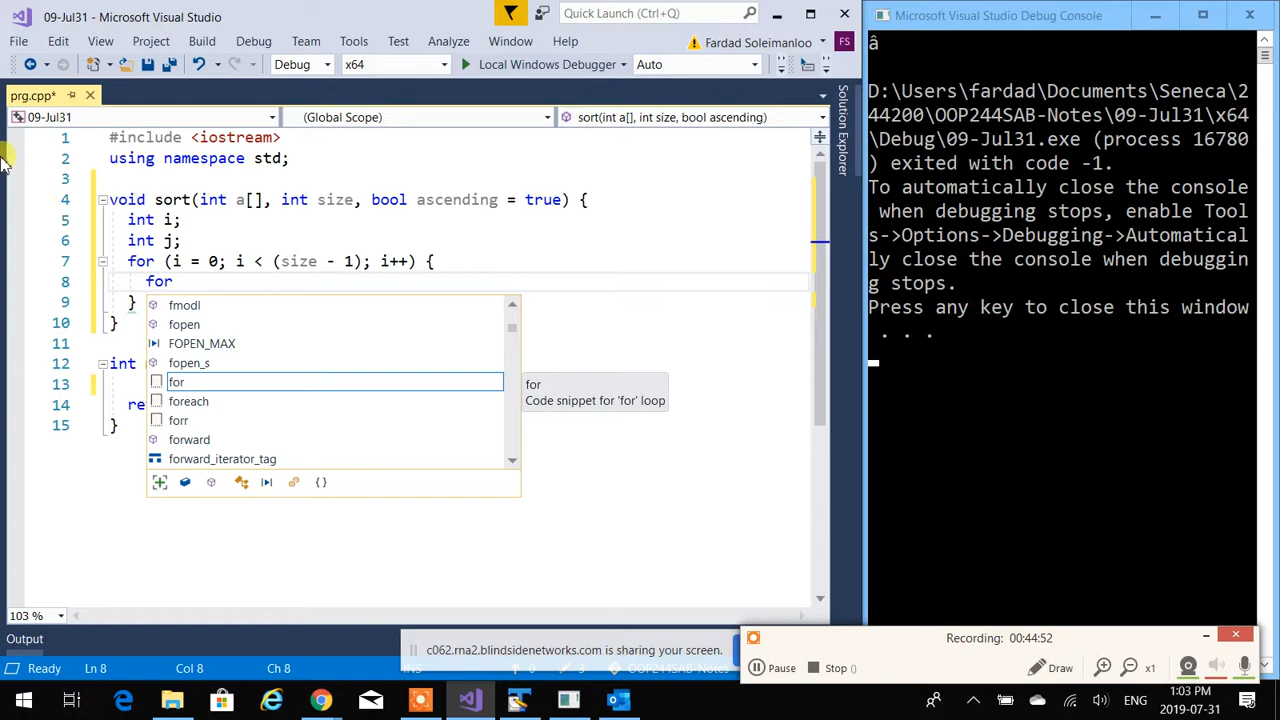 09-Jul31 - Microsoft Visual Studio
Quick Launch (Ctrl+Q)
File Edit View Project Build Debug Team Tools Test Analyze Window Help
Fardad Soleimanloo FS
Debug x64 Local Windows Debugger Auto
prg.cpp*
09-Jul31 (Global Scope) sort(int a[], int size, bool ascending)
1 #include <iostream>
2 using namespace std;
3
4 void sort(int a[], int size, bool ascending = true) {
5 int i;
6 int j;
7 for (i = 0; i < (size - 1); i++) {
8 for
9 }
10 }
11
12 int
13
14 re
15 }
fmodl
fopen
FOPEN_MAX
fopen_s
for
foreach
forr
forward
forward_iterator_tag
for
Code snippet for 'for' loop
Solution Explorer
103 %
Output
c062.rna2.blindsidenetworks.com is sharing your screen.
Ready Ln 8 Col 8 Ch 8 INS 0 3 OOP244SAB-Notes
Microsoft Visual Studio Debug Console
â
D:\Users\fardad\Documents\Seneca\2
244200\OOP244SAB-Notes\09-Jul31\x64
\Debug\09-Jul31.exe (process 16780
) exited with code -1.
To automatically close the console
when debugging stops, enable Tool
s->Options->Debugging->Automatical
ly close the console when debuggin
g stops.
Press any key to close this window
. . .
Recording: 00:44:52
Pause Stop () Draw x1
ENG
1:03 PM
2019-07-31